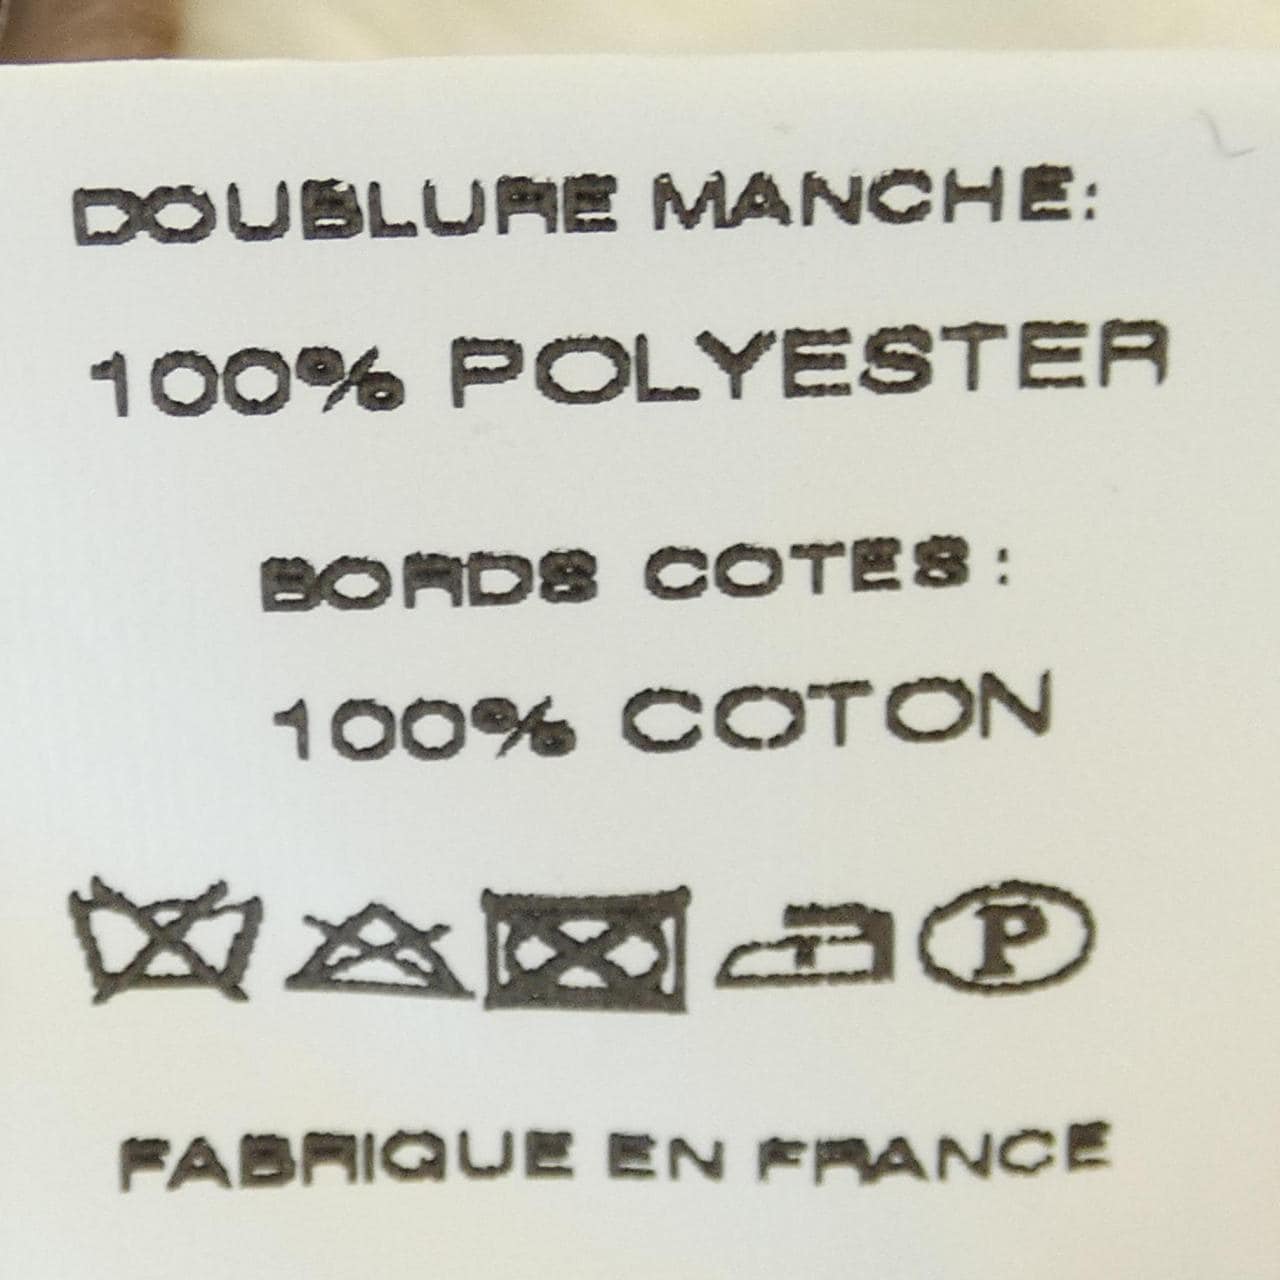 DOUBLURE MANCHE:
100% POLYESTER
BORDS COTES:
100% COTON
P
FABRIQUE EN FRANCE